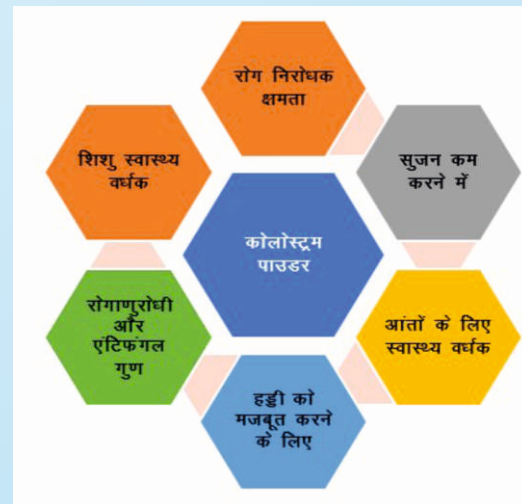 रोग निरोधक
क्षमता
शिशु स्वास्थ्य
वर्धक
सुजन कम
करने में
कोलोस्ट्रम
पाउडर
रोगाणुरोधी
और
एंटिफंगल
गुण
आंतों के लिए
स्वास्थ्य वर्धक
हड्डी को
मजबूत करने
के लिए